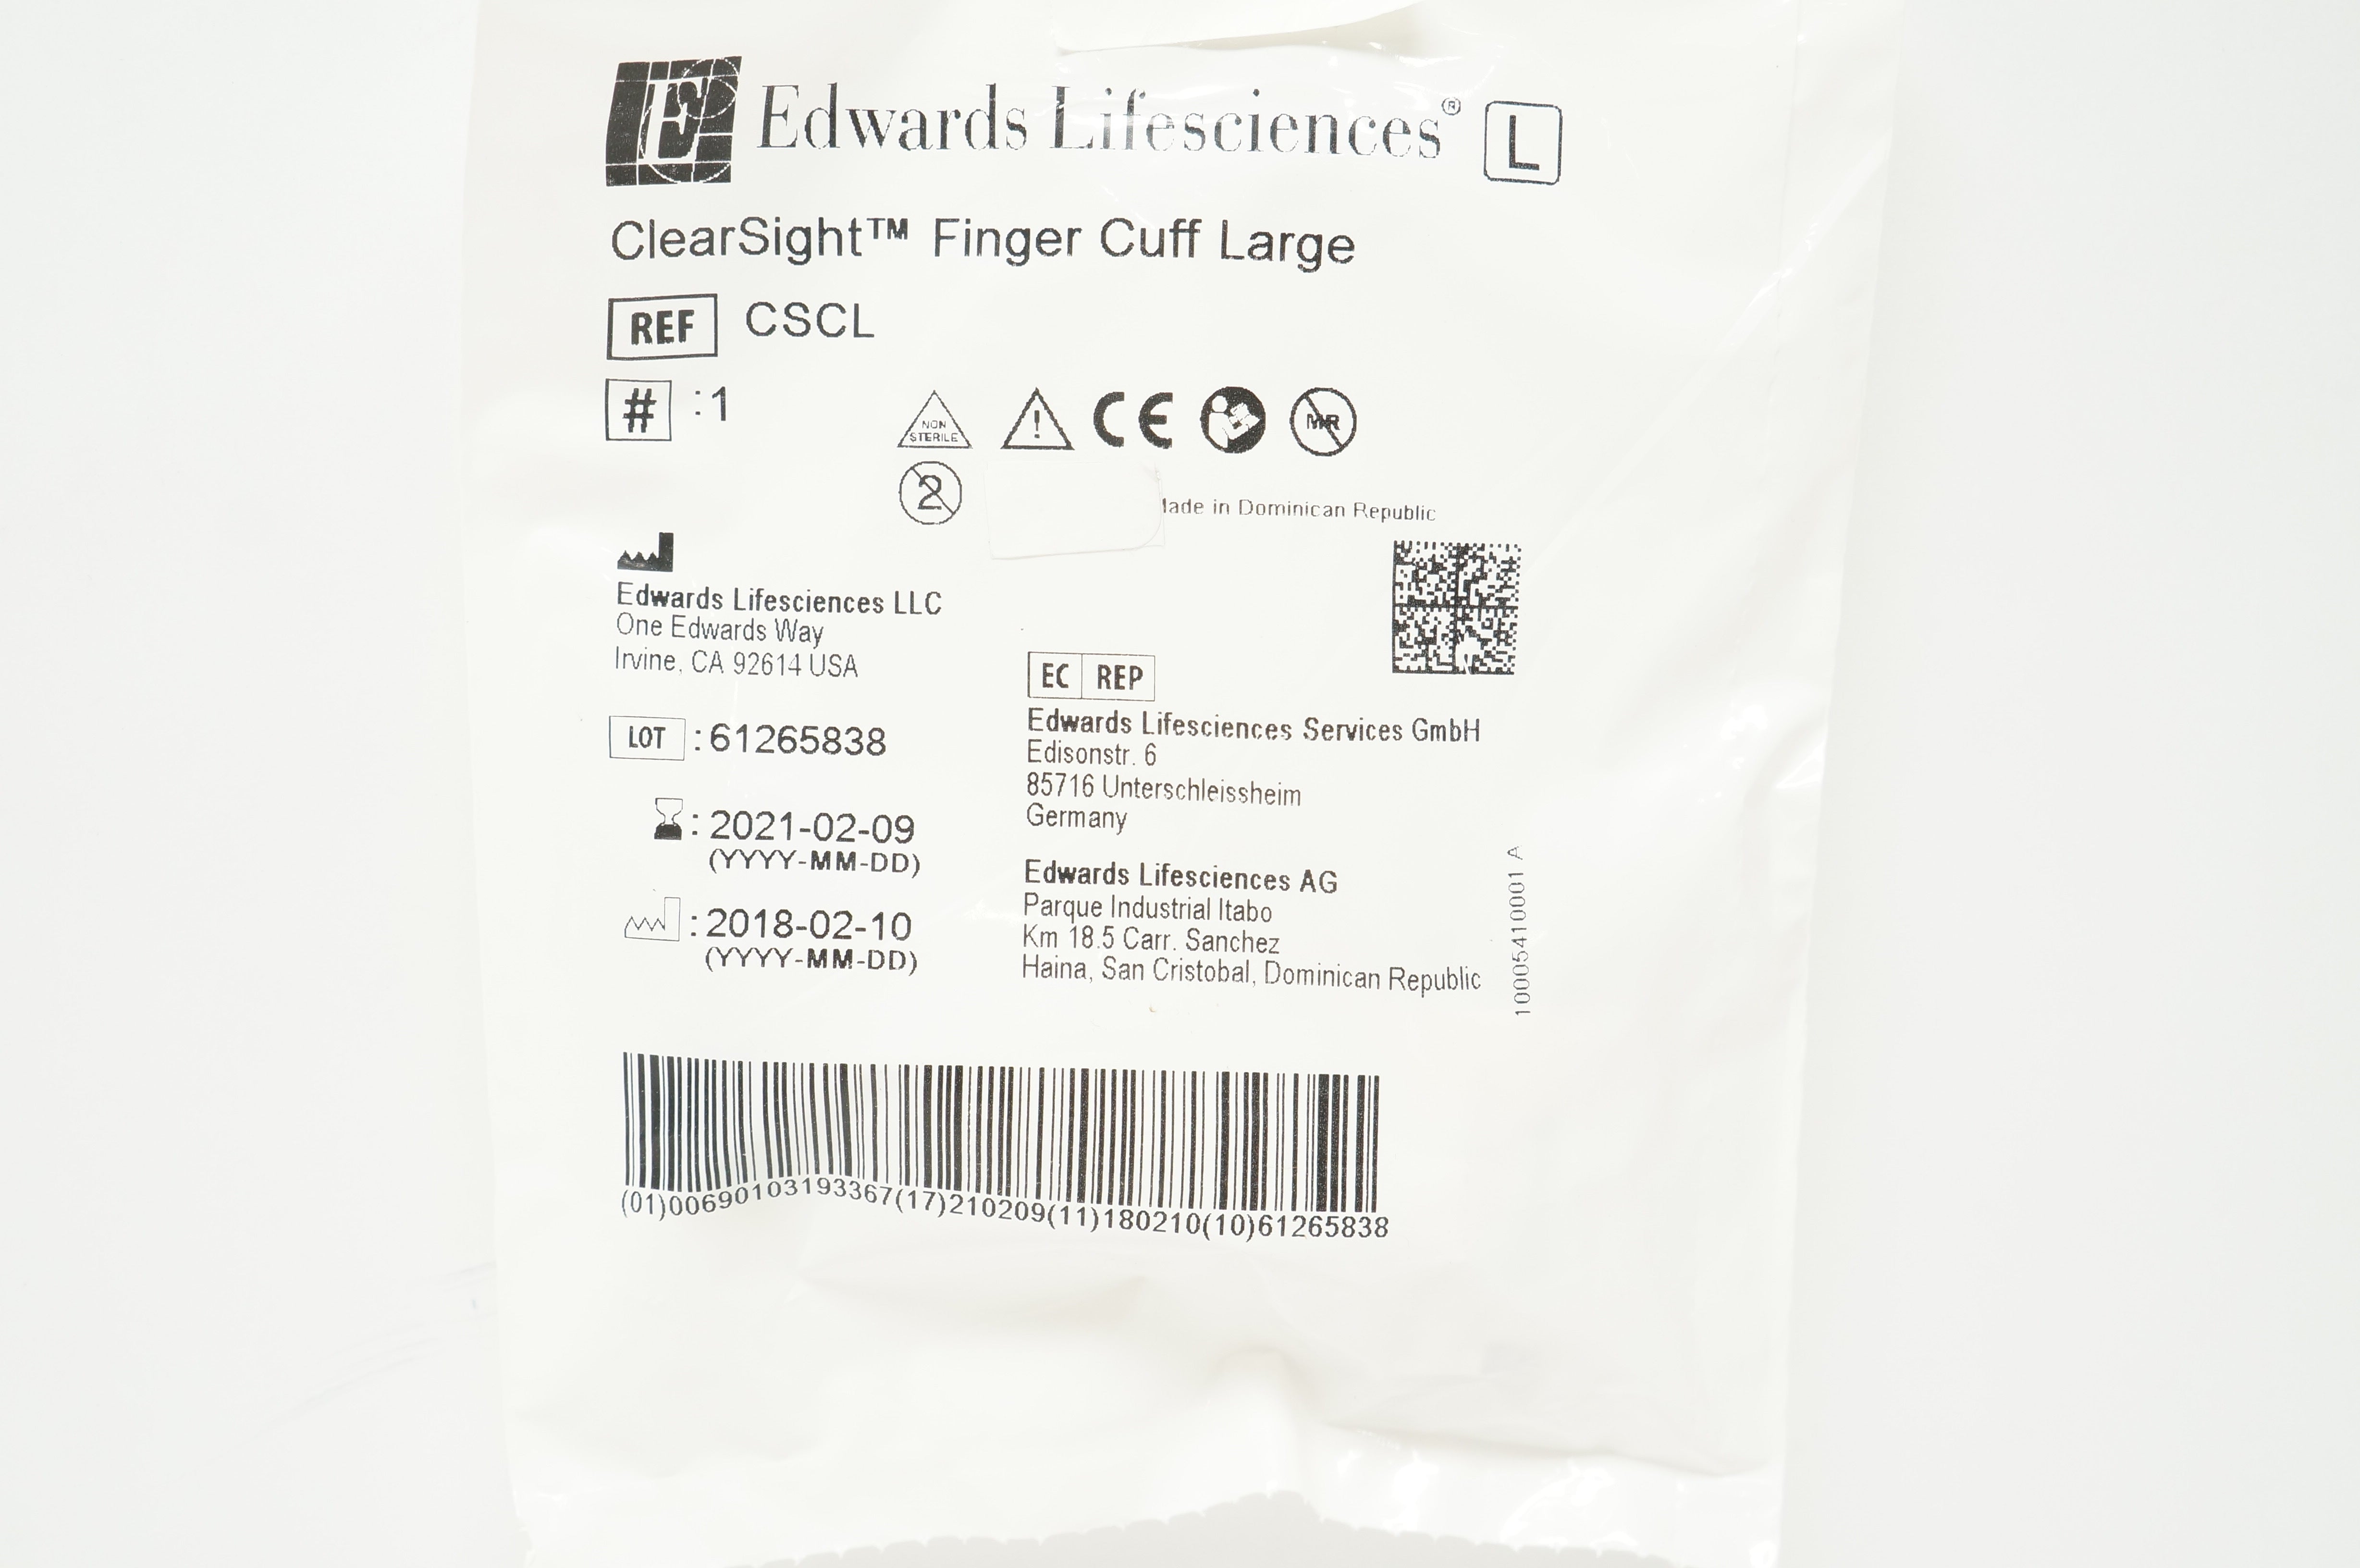 Edwards Lifesciences® L
ClearSight™ Finger Cuff Large
REF CSCL
# :1
NON
STERILE
! CE MR
2
ade in Dominican Republic
Edwards Lifesciences LLC
One Edwards Way
Irvine, CA 92614 USA
LOT :61265838
: 2021-02-09
(YYYY-MM-DD)
: 2018-02-10
(YYYY-MM-DD)
EC REP
Edwards Lifesciences Services GmbH
Edisonstr. 6
85716 Unterschleissheim
Germany
Edwards Lifesciences AG
Parque Industrial Itabo
Km 18.5 Carr. Sanchez
Haina, San Cristobal, Dominican Republic
10005410001 A
(01)00690103193367(17)210209(11)180210(10)61265838